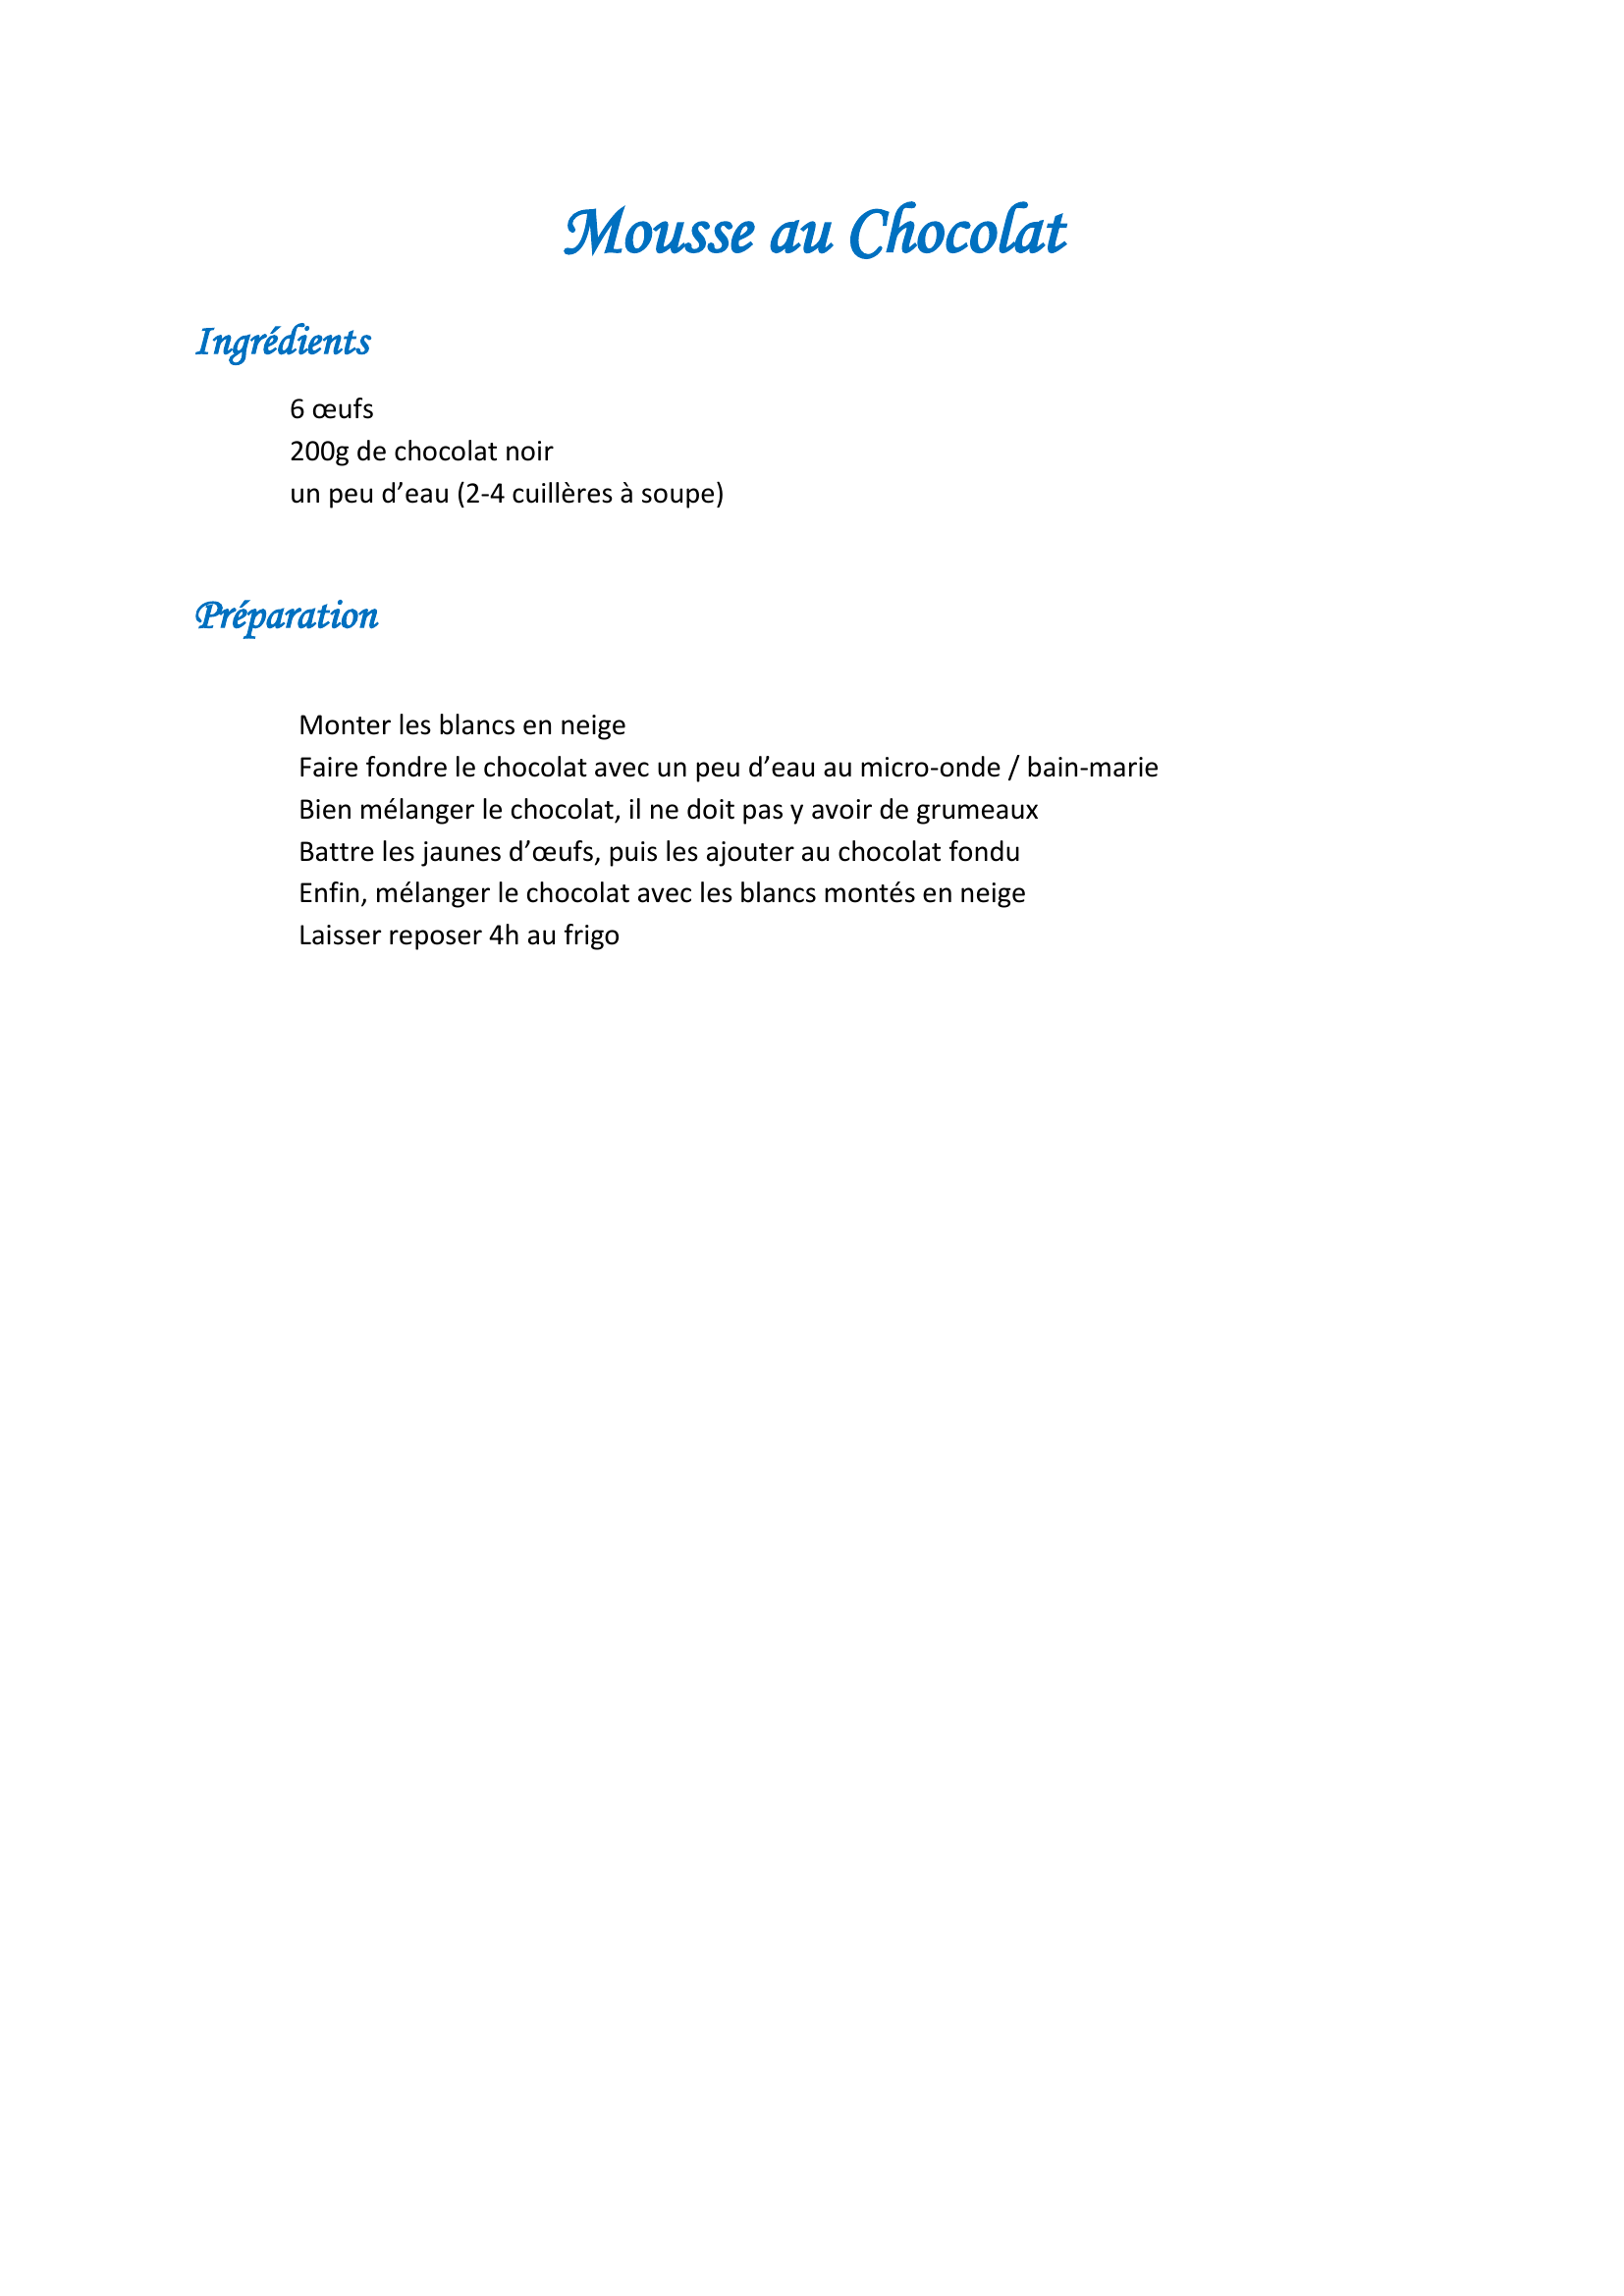 Mousse au Chocolat
Ingrédients
6 œufs
200g de chocolat noir
un peu d’eau (2-4 cuillères à soupe)
Préparation
Monter les blancs en neige
Faire fondre le chocolat avec un peu d’eau au micro-onde / bain-marie
Bien mélanger le chocolat, il ne doit pas y avoir de grumeaux
Battre les jaunes d’œufs, puis les ajouter au chocolat fondu
Enfin, mélanger le chocolat avec les blancs montés en neige
Laisser reposer 4h au frigo